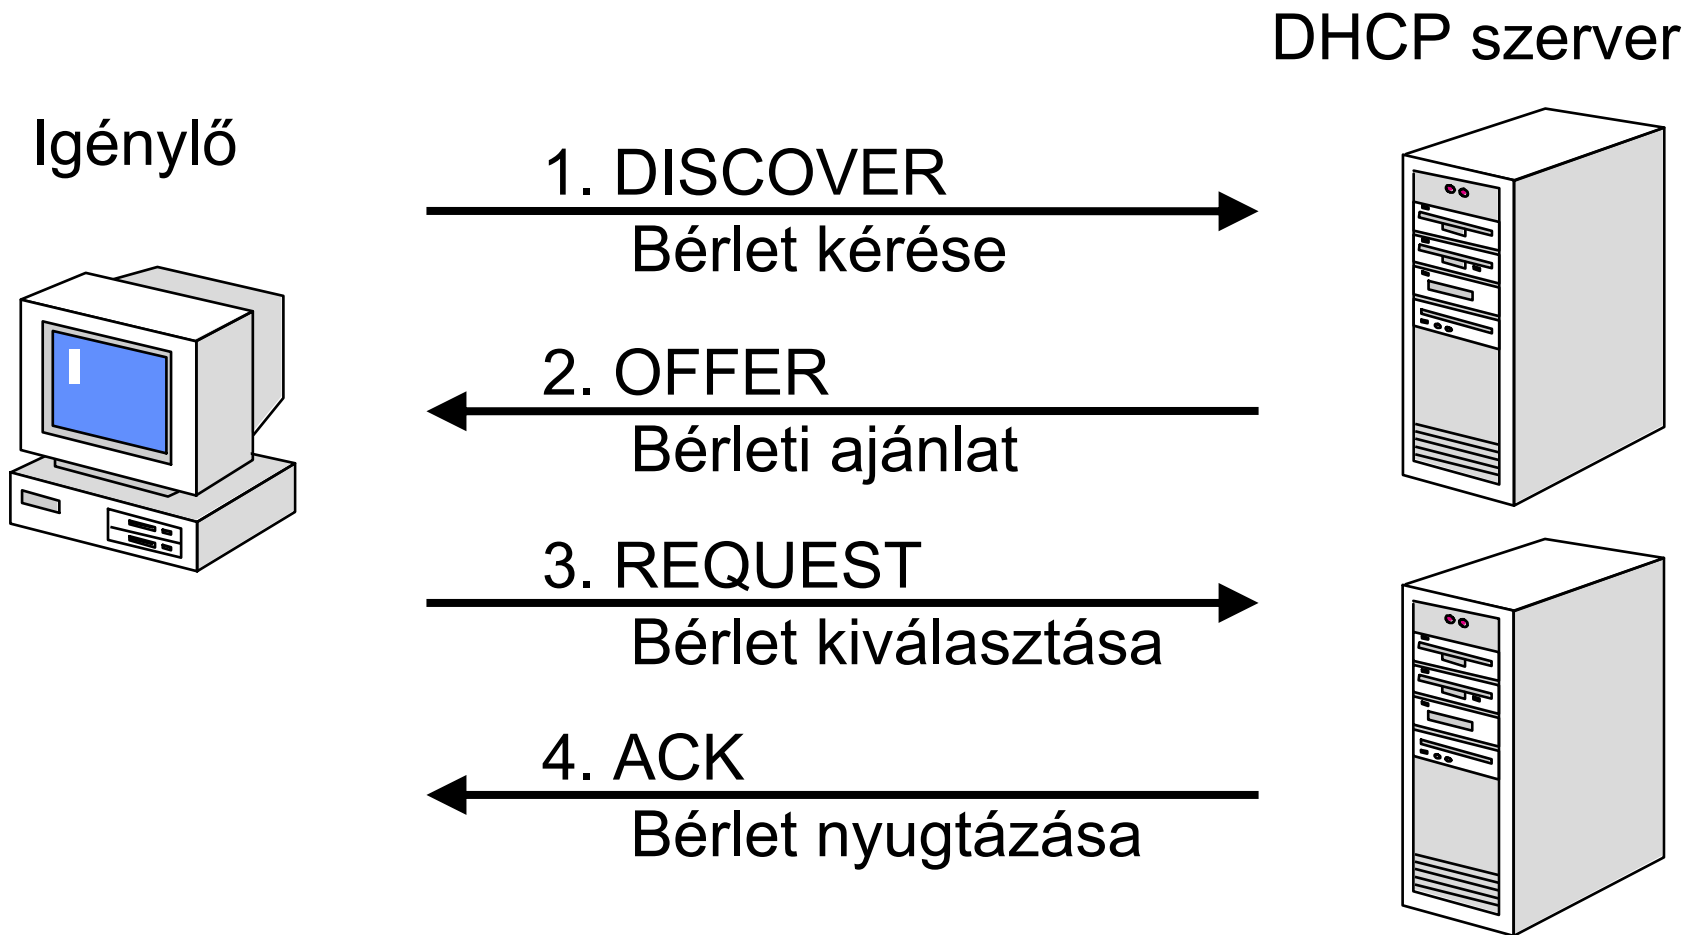 DHCP szerver
Igénylő
1. DISCOVER
Bérlet kérése
2. OFFER
Bérleti ajánlat
3. REQUEST
Bérlet kiválasztása
4. ACK
Bérlet nyugtázása